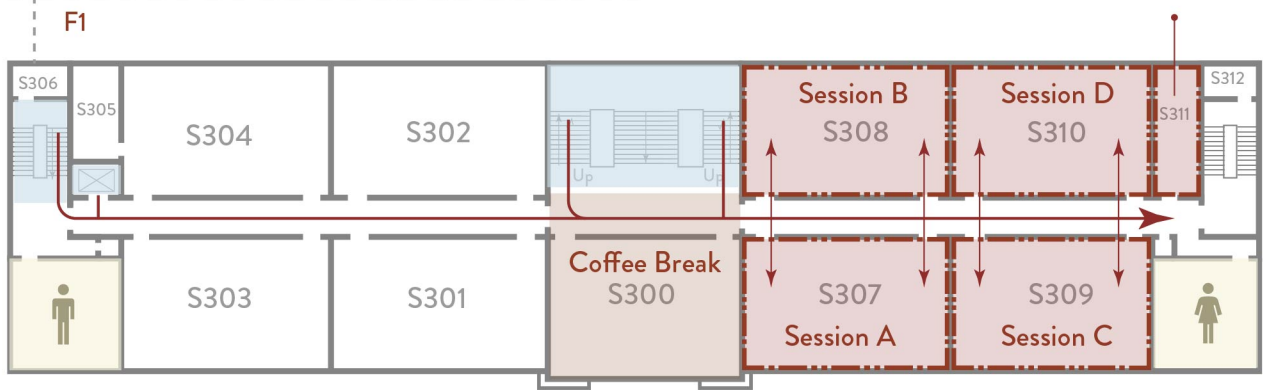 F1
S306
S305
S304
S302
Up
Up
Session B
S308
Session D
S310
S311
S312
S303
S301
Coffee Break
S300
S307
Session A
S309
Session C